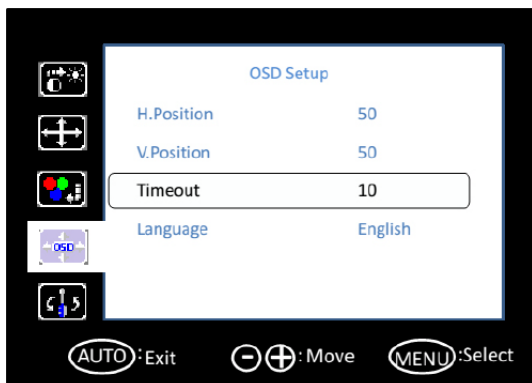 OSD Setup
H.Position 50
V.Position 50
Timeout 10
Language English
OSD
AUTO:Exit -+: Move MENU:Select